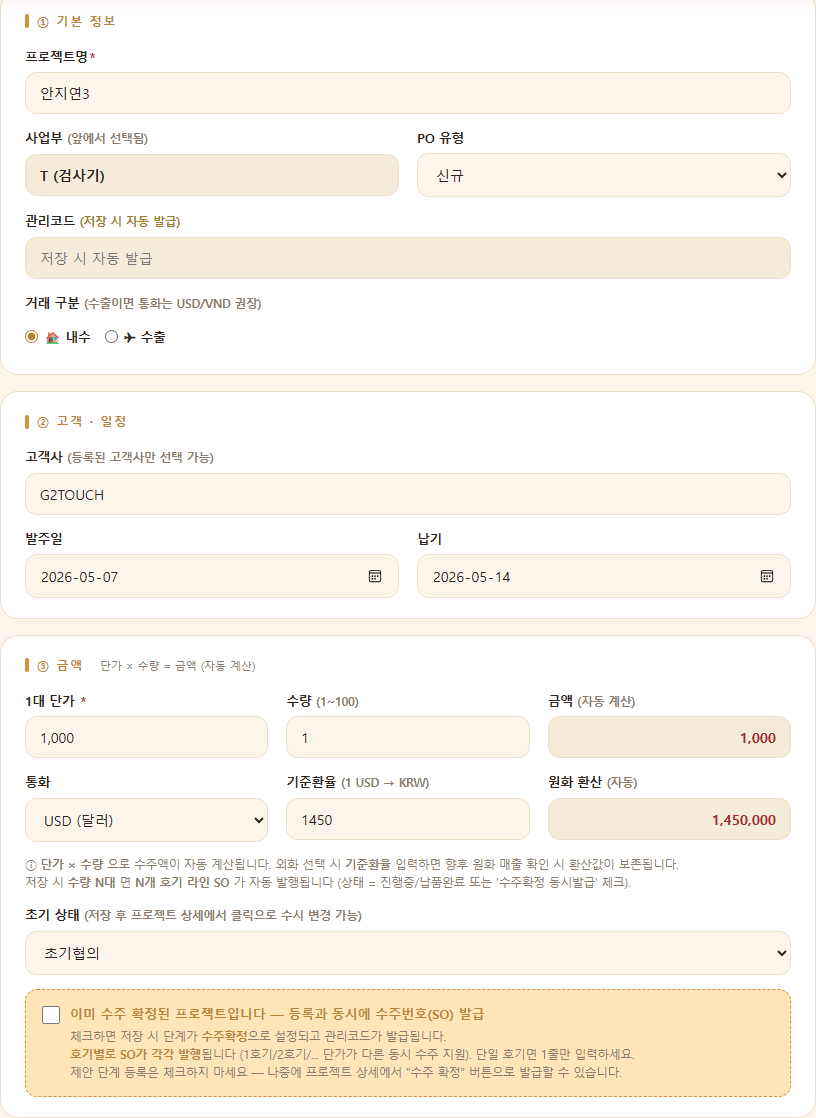 ① 기본 정보
프로젝트명*
안지연3
사업부 (앞에서 선택됨) PO 유형
T (검사기) 신규
관리코드 (저장 시 자동 발급)
저장 시 자동 발급
거래 구분 (수출이면 통화는 USD/VND 권장)
내수 수출
② 고객 · 일정
고객사 (등록된 고객사만 선택 가능)
G2TOUCH
발주일 납기
2026-05-07 2026-05-14
③ 금액 단가 × 수량 = 금액 (자동 계산)
1대 단가 * 수량 (1~100) 금액 (자동 계산)
1,000 1 1,000
통화 기준환율 (1 USD → KRW) 원화 환산 (자동)
USD (달러) 1450 1,450,000
ⓘ 단가 × 수량 으로 수주액이 자동 계산됩니다. 외화 선택 시 기준환율 입력하면 향후 원화 매출 확인 시 환산값이 보존됩니다.
저장 시 수량 N대 면 N개 호기 라인 SO 가 자동 발행됩니다 (상태 = 진행중/납품완료 또는 '수주확정 동시발급' 체크).
초기 상태 (저장 후 프로젝트 상세에서 클릭으로 수시 변경 가능)
초기협의
이미 수주 확정된 프로젝트입니다 — 등록과 동시에 수주번호(SO) 발급
체크하면 저장 시 단계가 수주확정으로 설정되고 관리코드가 발급됩니다.
호기별로 SO가 각각 발행됩니다 (1호기/2호기/... 단가가 다른 동시 수주 지원). 단일 호기면 1줄만 입력하세요.
제안 단계 등록은 체크하지 마세요 — 나중에 프로젝트 상세에서 "수주 확정" 버튼으로 발급할 수 있습니다.